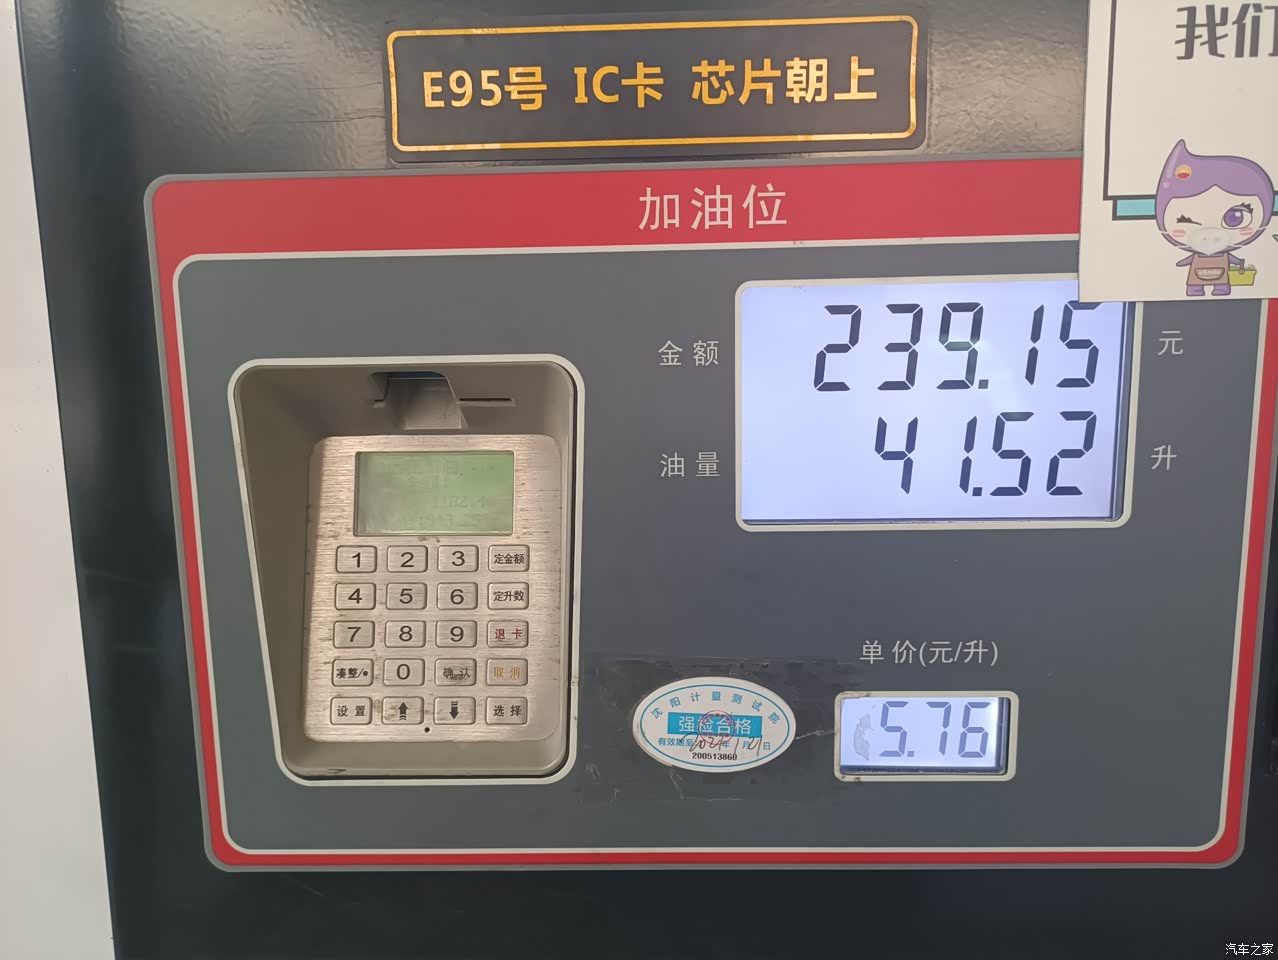 E95号 IC卡 芯片朝上
我们
加油位
金额 239.15 元
油量 41.52 升
1 2 3 定金额
4 5 6 定升数
7 8 9 退卡
凑整/● 0 确认 取消
设置 选择
单价(元/升)
5.76
沈阳计量测试院
强检合格
有效期至 年 月 21 日
200513860
汽车之家